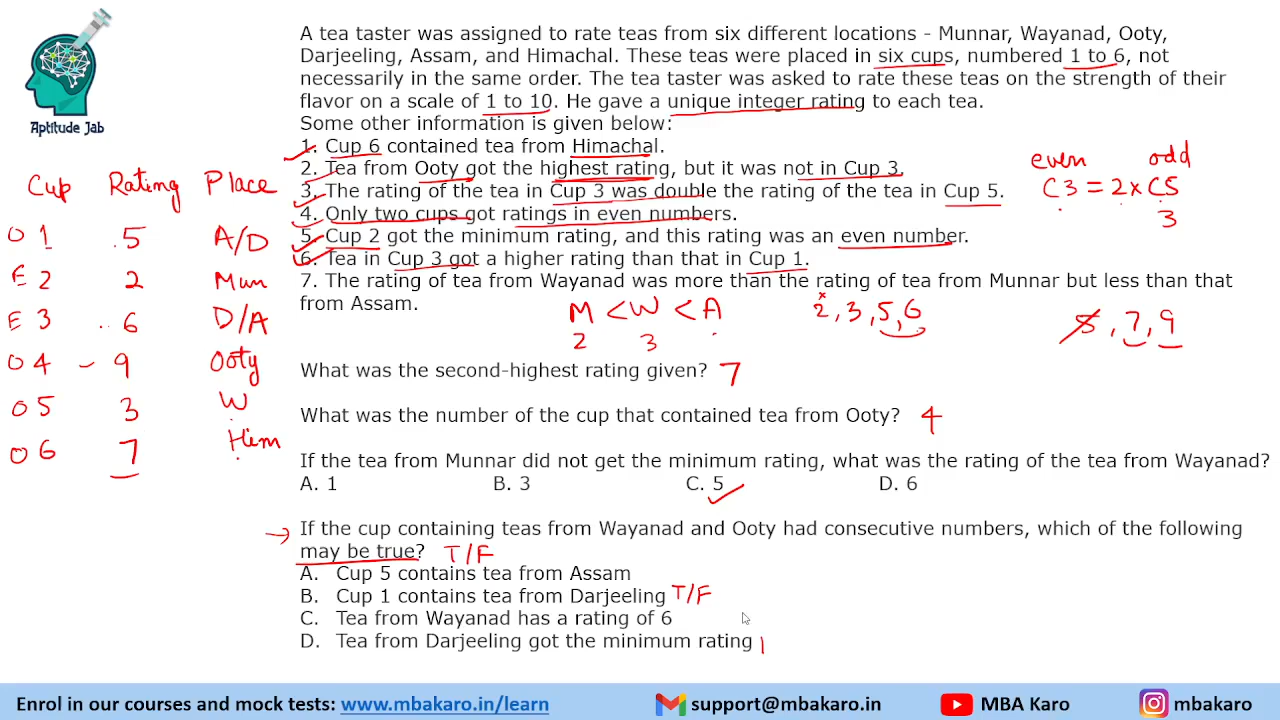 Aptitude Jab
A tea taster was assigned to rate teas from six different locations - Munnar, Wayanad, Ooty,
Darjeeling, Assam, and Himachal. These teas were placed in six cups, numbered 1 to 6, not
necessarily in the same order. The tea taster was asked to rate these teas on the strength of their
flavor on a scale of 1 to 10. He gave a unique integer rating to each tea.
Some other information is given below:
1. Cup 6 contained tea from Himachal.
2. Tea from Ooty got the highest rating, but it was not in Cup 3.
3. The rating of the tea in Cup 3 was double the rating of the tea in Cup 5.
4. Only two cups got ratings in even numbers.
5. Cup 2 got the minimum rating, and this rating was an even number.
6. Tea in Cup 3 got a higher rating than that in Cup 1.
7. The rating of tea from Wayanad was more than the rating of tea from Munnar but less than that
from Assam.
even odd
C3 = 2 x C5
3
M < W < A
2 3
2, 3, 5, 6
5, 7, 9
Cup Rating Place
O 1 5 A/D
E 2 2 Mun
E 3 6 D/A
O 4 - 9 Ooty
O 5 3 W
O 6 7 Him
What was the second-highest rating given? 7
What was the number of the cup that contained tea from Ooty? 4
If the tea from Munnar did not get the minimum rating, what was the rating of the tea from Wayanad?
A. 1 B. 3 C. 5 D. 6
If the cup containing teas from Wayanad and Ooty had consecutive numbers, which of the following
may be true? T/F
A. Cup 5 contains tea from Assam
B. Cup 1 contains tea from Darjeeling T/F
C. Tea from Wayanad has a rating of 6
D. Tea from Darjeeling got the minimum rating
Enrol in our courses and mock tests: www.mbakaro.in/learn support@mbakaro.in MBA Karo mbakaro